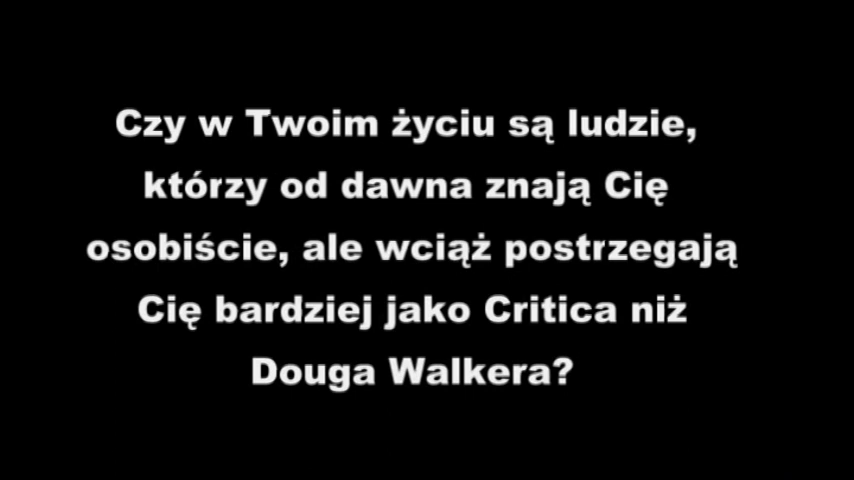 Czy w Twoim życiu są ludzie,
którzy od dawna znają Cię
osobiście, ale wciąż postrzegają
Cię bardziej jako Critica niż
Douga Walkera?